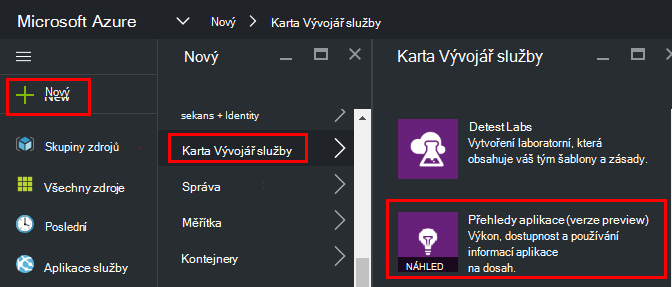 Microsoft Azure
Nový
Karta Vývojář služby
Nový
Skupiny zdrojů
Všechny zdroje
Poslední
Aplikace služby
Nový
sekans + Identity
Karta Vývojář služby
Správa
Měřítka
Kontejnery
Karta Vývojář služby
Detest Labs
Vytvoření laboratorní, která
obsahuje váš tým šablony a zásady.
Přehledy aplikace (verze preview)
Výkon, dostupnost a používání
informací aplikace
na dosah.
NÁHLED